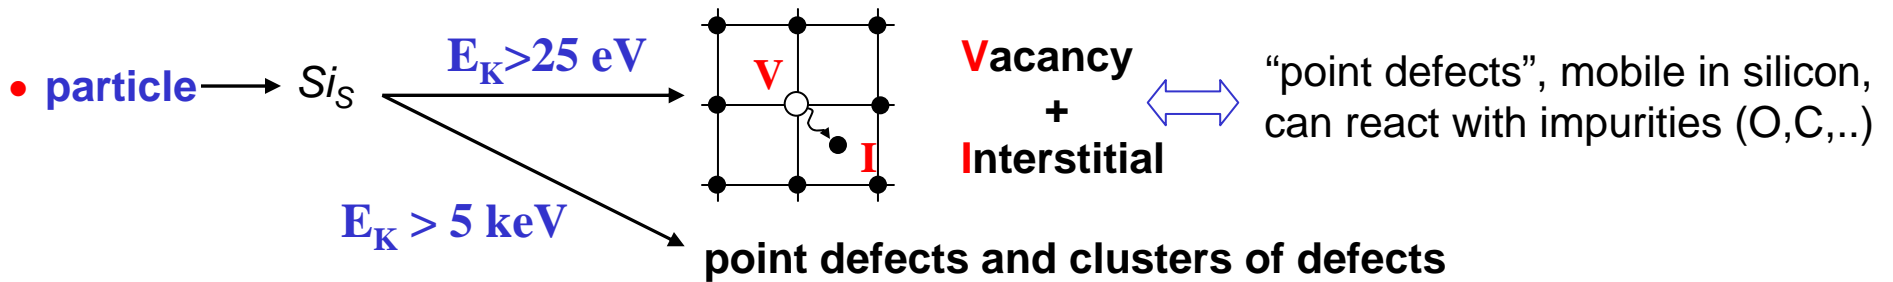 • particle
Si_S
E_K>25 eV
V
I
Vacancy
+
Interstitial
“point defects”, mobile in silicon,
can react with impurities (O,C,..)
E_K > 5 keV
point defects and clusters of defects